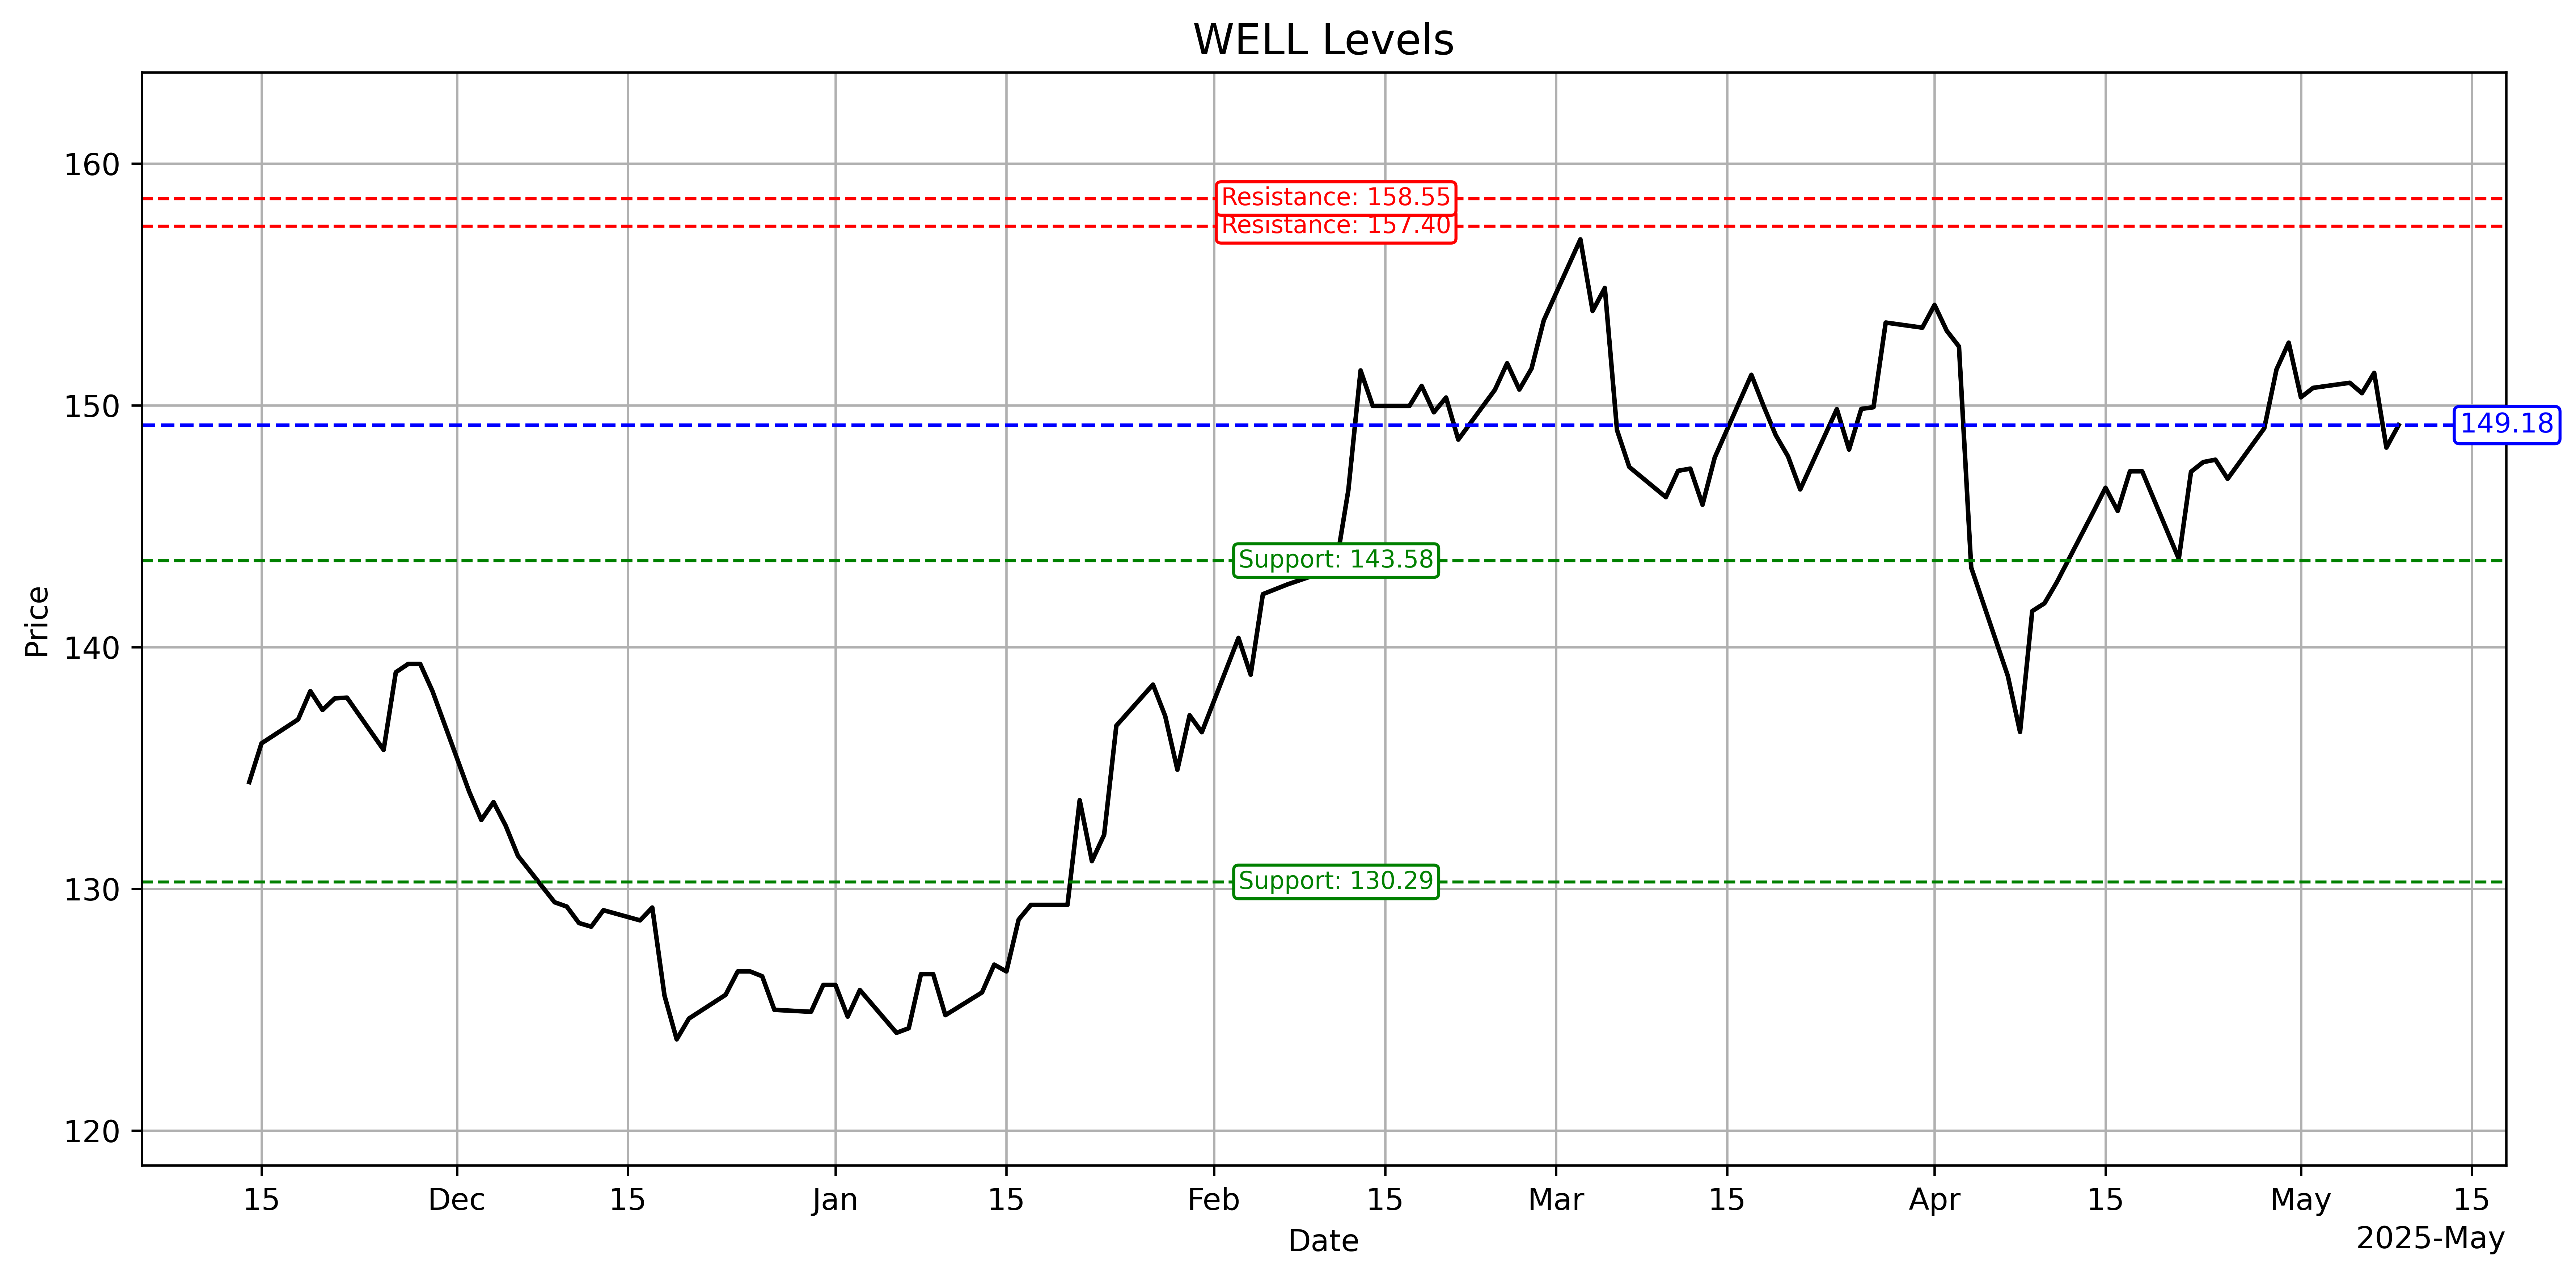 WELL Levels
160
Resistance: 158.55
Resistance: 157.40
150
149.18
Support: 143.58
140
Support: 130.29
130
120
Price
15 Dec 15 Jan 15 Feb 15 Mar 15 Apr 15 May 15
Date
2025-May